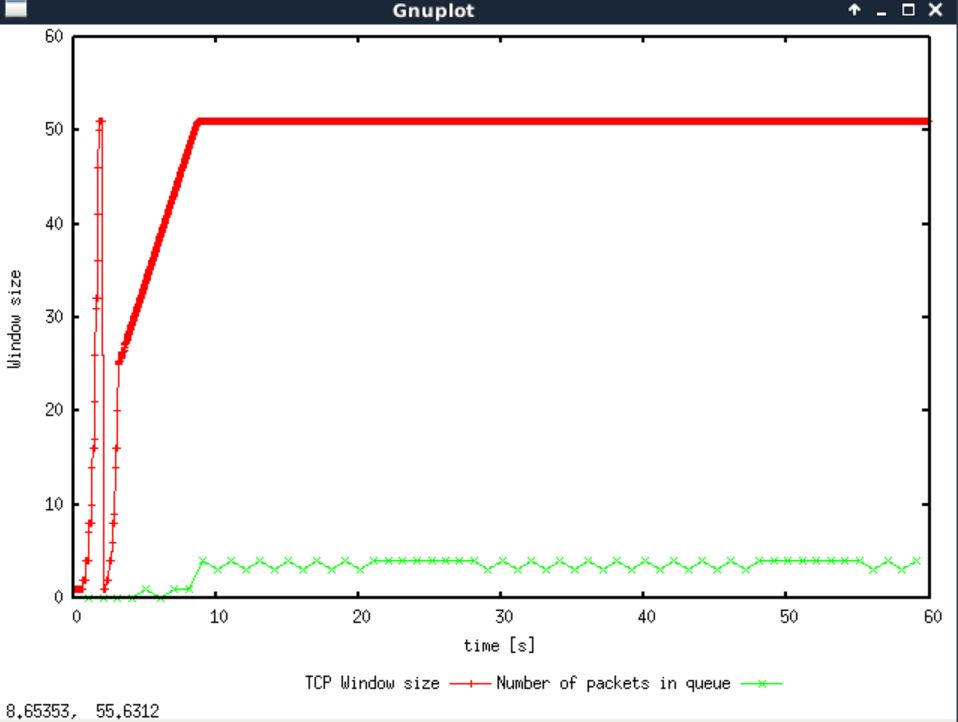 Gnuplot
60
50
40
30
20
10
0
Window size
0 10 20 30 40 50 60
time [s]
TCP Window size Number of packets in queue
8.65353, 55.6312